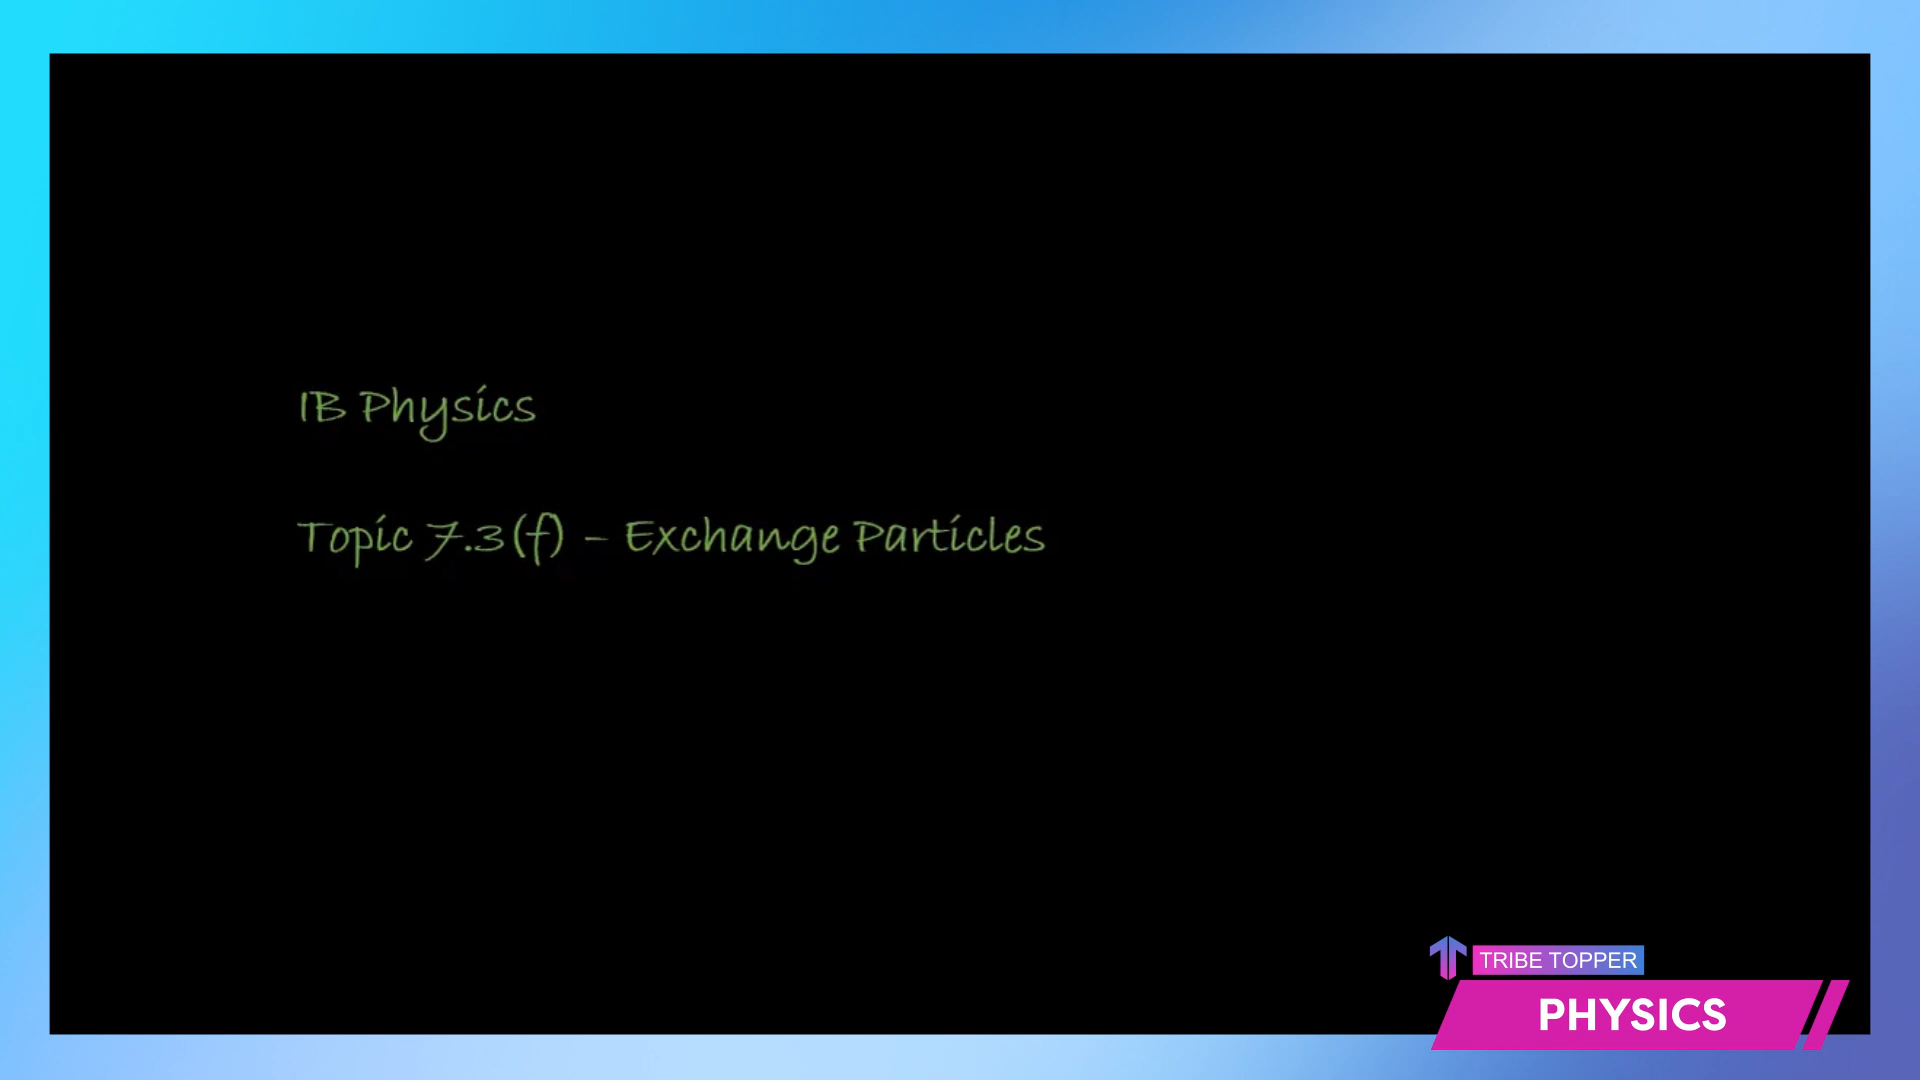 IB Physics
Topic 7.3(f) – Exchange Particles
TRIBE TOPPER
PHYSICS